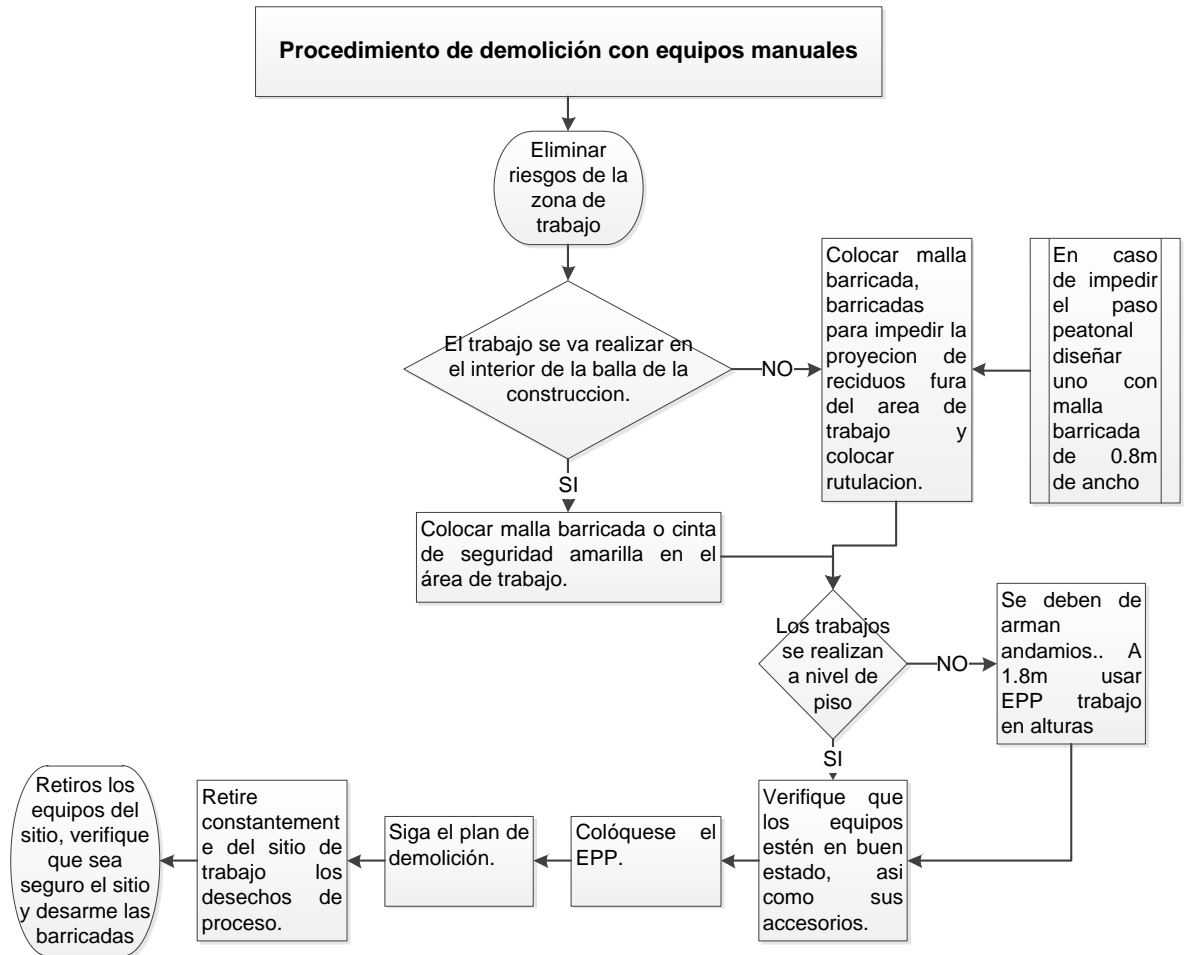 Procedimiento de demolición con equipos manuales
Eliminar
riesgos de la
zona de
trabajo
El trabajo se va realizar en
el interior de la balla de la
construccion.
NO
Colocar malla
barricada,
barricadas
para impedir la
proyecion de
reciduos fura
del area de
trabajo y
colocar
rutulacion.
En caso
de impedir
el paso
peatonal
diseñar
uno con
malla
barricada
de 0.8m
de ancho
SI
Colocar malla barricada o cinta
de seguridad amarilla en el
área de trabajo.
Los trabajos
se realizan
a nivel de
piso
NO
Se deben de
arman
andamios.. A
1.8m usar
EPP trabajo
en alturas
SI
Verifique que
los equipos
estén en buen
estado, asi
como sus
accesorios.
Colóquese el
EPP.
Siga el plan de
demolición.
Retire
constantement
e del sitio de
trabajo los
desechos de
proceso.
Retiros los
equipos del
sitio, verifique
que sea
seguro el sitio
y desarme las
barricadas